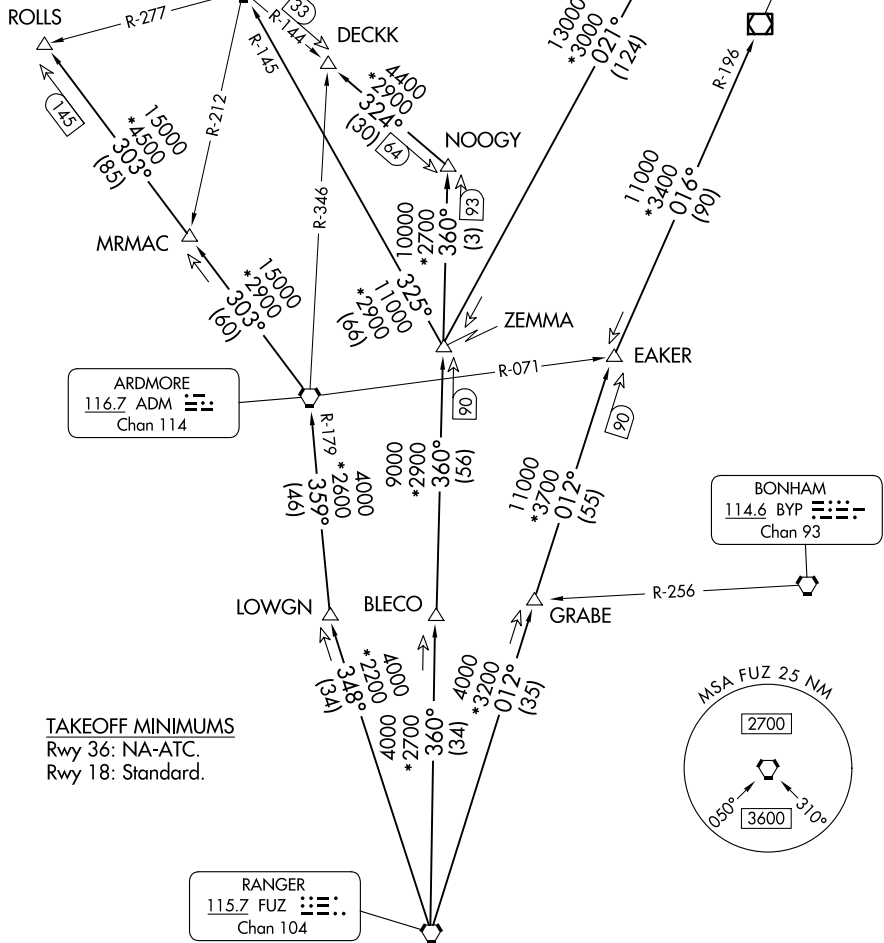 ROLLS
R-277
33
R-144
DECKK
R-145
13000
*3000
021°
(124)
R-196
145
15000
*4500
303°
(85)
R-212
4400
*2900
324°
(30)
64
NOOGY
93
11000
*3400
016°
(90)
MRMAC
R-346
10000
*2700
360°
(3)
15000
*2900
303°
(60)
325°
11000
*2900
(66)
ZEMMA
EAKER
R-071
ARDMORE
116.7 ADM
Chan 114
R-179
90
90
4000
*2600
359°
(46)
9000
*2900
360°
(56)
11000
*3700
012°
(55)
BONHAM
114.6 BYP
Chan 93
R-256
LOWGN
BLECO
GRABE
4000
*2200
348°
(34)
4000
*2700
360°
(34)
4000
*3200
012°
(35)
MSA FUZ 25 NM
2700
050°
310°
3600
TAKEOFF MINIMUMS
Rwy 36: NA-ATC.
Rwy 18: Standard.
RANGER
115.7 FUZ
Chan 104